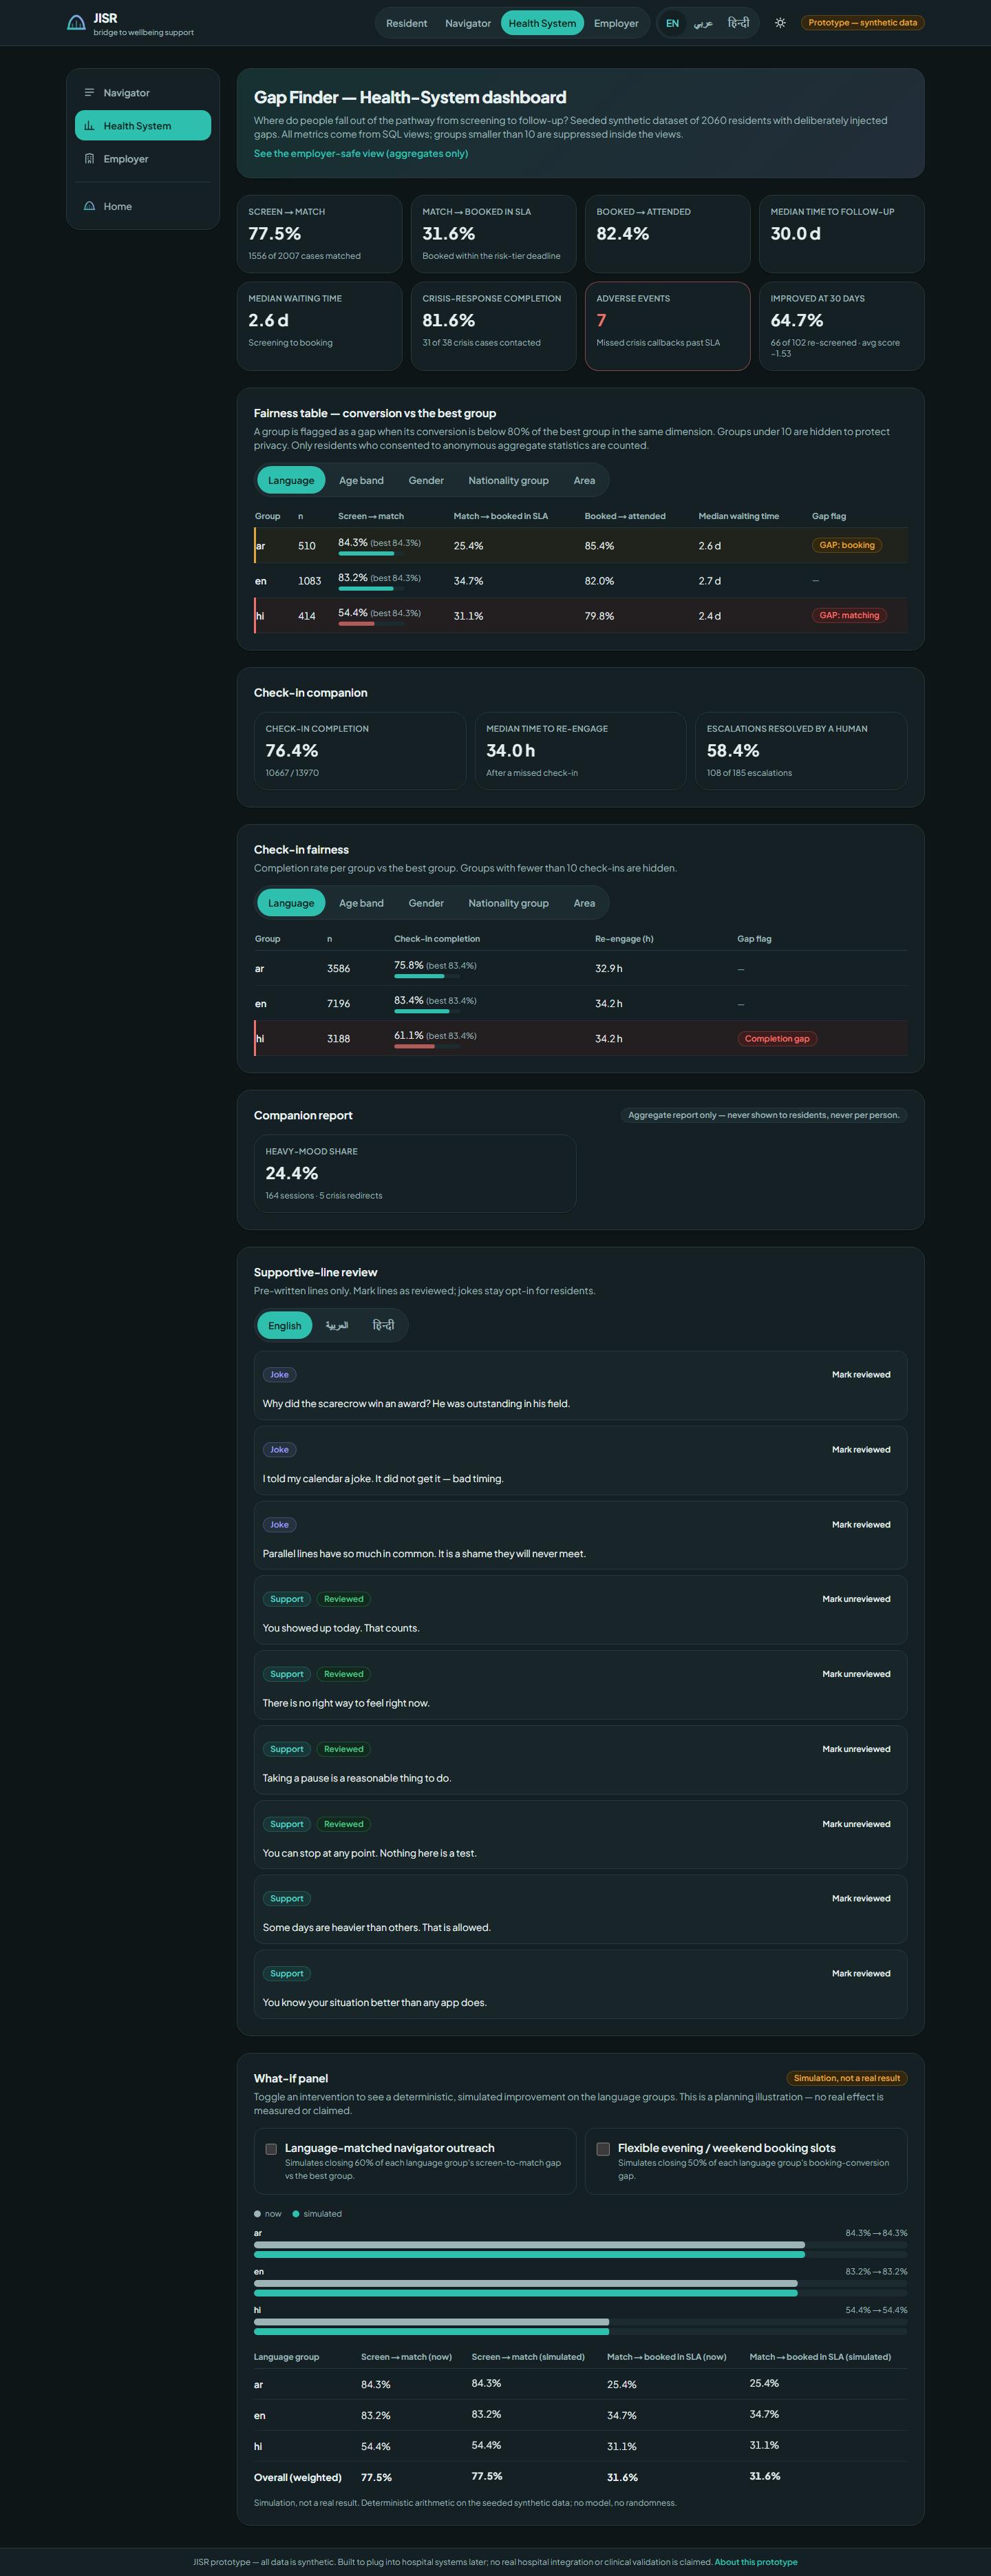 JISR
bridge to wellbeing support
Resident Navigator Health System Employer
EN عربي हिन्दी
Prototype — synthetic data
Navigator
Health System
Employer
Home
Gap Finder — Health-System dashboard
Where do people fall out of the pathway from screening to follow-up? Seeded synthetic dataset of 2060 residents with deliberately injected
gaps. All metrics come from SQL views; groups smaller than 10 are suppressed inside the views.
See the employer-safe view (aggregates only)
SCREEN → MATCH
77.5%
1556 of 2007 cases matched
MATCH → BOOKED IN SLA
31.6%
Booked within the risk-tier deadline
BOOKED → ATTENDED
82.4%
MEDIAN TIME TO FOLLOW-UP
30.0 d
MEDIAN WAITING TIME
2.6 d
Screening to booking
CRISIS-RESPONSE COMPLETION
81.6%
31 of 38 crisis cases contacted
ADVERSE EVENTS
7
Missed crisis callbacks past SLA
IMPROVED AT 30 DAYS
64.7%
66 of 102 re-screened · avg score
−1.53
Fairness table — conversion vs the best group
A group is flagged as a gap when its conversion is below 80% of the best group in the same dimension. Groups under 10 are hidden to protect
privacy. Only residents who consented to anonymous aggregate statistics are counted.
Language Age band Gender Nationality group Area
Group n Screen → match Match → booked in SLA Booked → attended Median waiting time Gap flag
ar 510 84.3% (best 84.3%) 25.4% 85.4% 2.6 d GAP: booking
en 1083 83.2% (best 84.3%) 34.7% 82.0% 2.7 d —
hi 414 54.4% (best 84.3%) 31.1% 79.8% 2.4 d GAP: matching
Check-in companion
CHECK-IN COMPLETION
76.4%
10667 / 13970
MEDIAN TIME TO RE-ENGAGE
34.0 h
After a missed check-in
ESCALATIONS RESOLVED BY A HUMAN
58.4%
108 of 185 escalations
Check-in fairness
Completion rate per group vs the best group. Groups with fewer than 10 check-ins are hidden.
Language Age band Gender Nationality group Area
Group n Check-in completion Re-engage (h) Gap flag
ar 3586 75.8% (best 83.4%) 32.9 h —
en 7196 83.4% (best 83.4%) 34.2 h —
hi 3188 61.1% (best 83.4%) 34.2 h Completion gap
Companion report
Aggregate report only — never shown to residents, never per person.
HEAVY-MOOD SHARE
24.4%
164 sessions · 5 crisis redirects
Supportive-line review
Pre-written lines only. Mark lines as reviewed; jokes stay opt-in for residents.
English العربية हिन्दी
Joke Mark reviewed
Why did the scarecrow win an award? He was outstanding in his field.
Joke Mark reviewed
I told my calendar a joke. It did not get it — bad timing.
Joke Mark reviewed
Parallel lines have so much in common. It is a shame they will never meet.
Support Reviewed Mark unreviewed
You showed up today. That counts.
Support Reviewed Mark unreviewed
There is no right way to feel right now.
Support Reviewed Mark unreviewed
Taking a pause is a reasonable thing to do.
Support Reviewed Mark unreviewed
You can stop at any point. Nothing here is a test.
Support Mark reviewed
Some days are heavier than others. That is allowed.
Support Mark reviewed
You know your situation better than any app does.
What-if panel
Simulation, not a real result
Toggle an intervention to see a deterministic, simulated improvement on the language groups. This is a planning illustration — no real effect is
measured or claimed.
Language-matched navigator outreach
Simulates closing 60% of each language group's screen-to-match gap
vs the best group.
Flexible evening / weekend booking slots
Simulates closing 50% of each language group's booking-conversion
gap.
now simulated
ar 84.3% → 84.3%
en 83.2% → 83.2%
hi 54.4% → 54.4%
Language group Screen → match (now) Screen → match (simulated) Match → booked in SLA (now) Match → booked in SLA (simulated)
ar 84.3% 84.3% 25.4% 25.4%
en 83.2% 83.2% 34.7% 34.7%
hi 54.4% 54.4% 31.1% 31.1%
Overall (weighted) 77.5% 77.5% 31.6% 31.6%
Simulation, not a real result. Deterministic arithmetic on the seeded synthetic data; no model, no randomness.
JISR prototype — all data is synthetic. Built to plug into hospital systems later; no real hospital integration or clinical validation is claimed. About this prototype